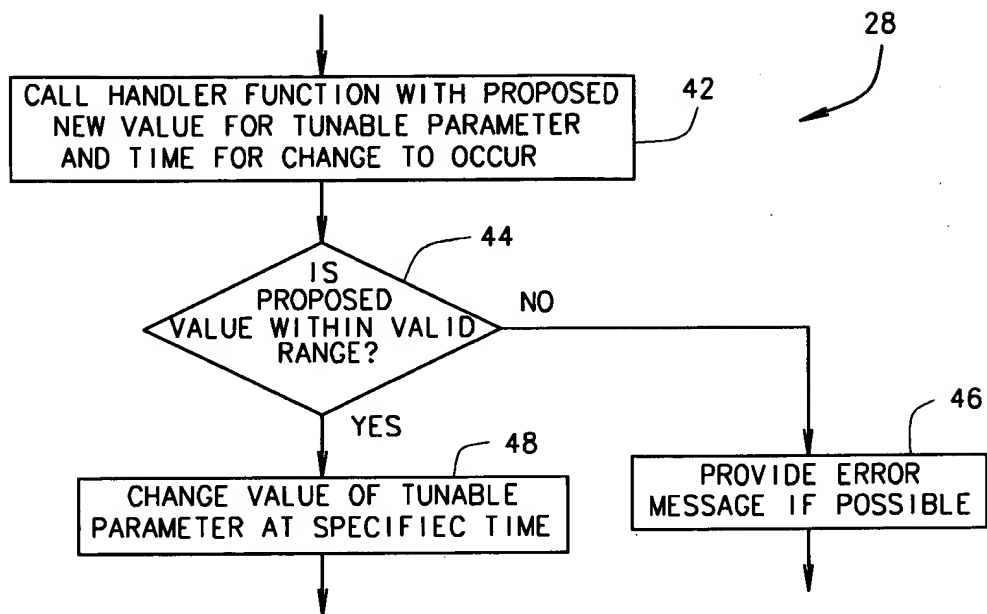 28
CALL HANDLER FUNCTION WITH PROPOSED
NEW VALUE FOR TUNABLE PARAMETER
AND TIME FOR CHANGE TO OCCUR
42
44
IS
PROPOSED
VALUE WITHIN VALID
RANGE?
NO
YES
46
48
CHANGE VALUE OF TUNABLE
PARAMETER AT SPECIFIEC TIME
PROVIDE ERROR
MESSAGE IF POSSIBLE